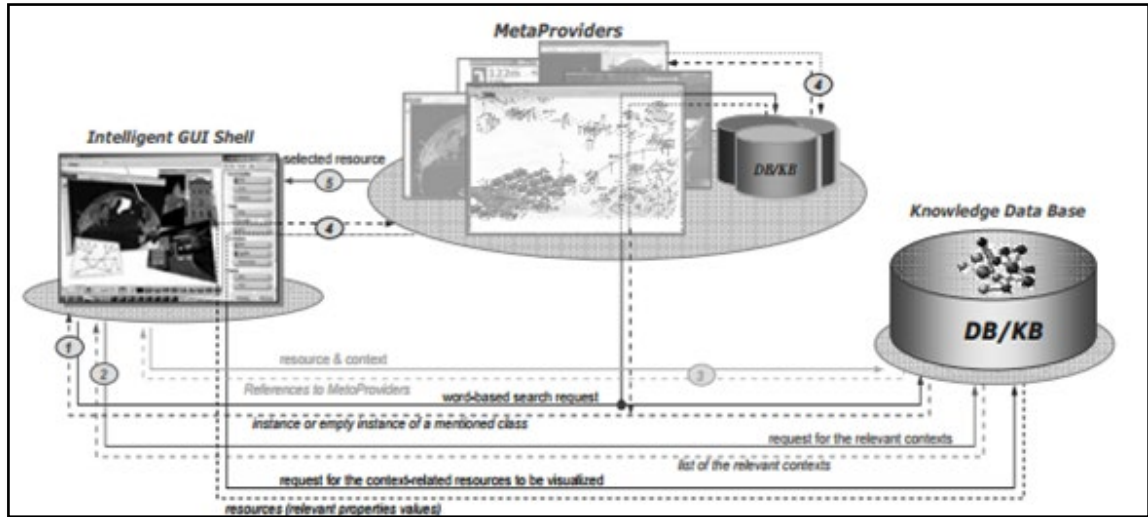 MetaProviders
122m
4
Intelligent GUI Shell
selected resource
5
DB/KB
4
Knowledge Data Base
DB/KB
1
resource & context
2
3
References to MetoProviders
word-based search request
instance or empty instance of a mentioned class
request for the relevant contexts
list of the relevant contexts
request for the context-related resources to be visualized
resources (relevant properties values)